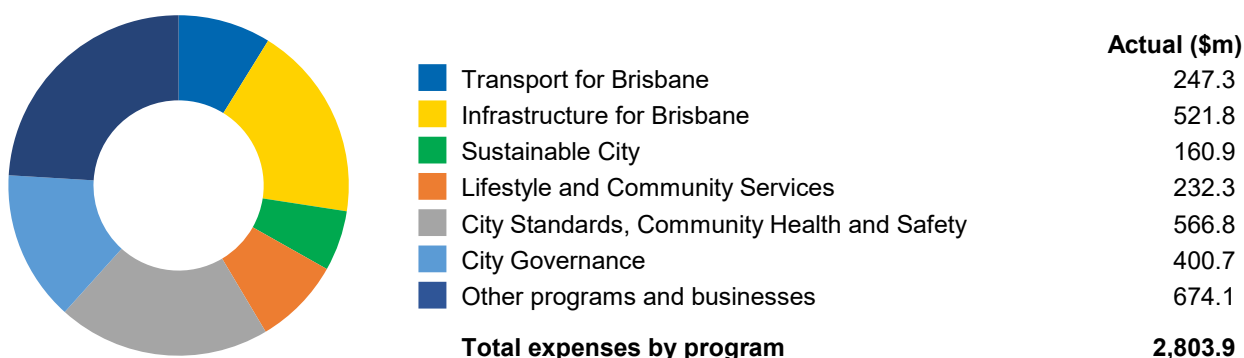 Actual ($m)
Transport for Brisbane 247.3
Infrastructure for Brisbane 521.8
Sustainable City 160.9
Lifestyle and Community Services 232.3
City Standards, Community Health and Safety 566.8
City Governance 400.7
Other programs and businesses 674.1
Total expenses by program 2,803.9